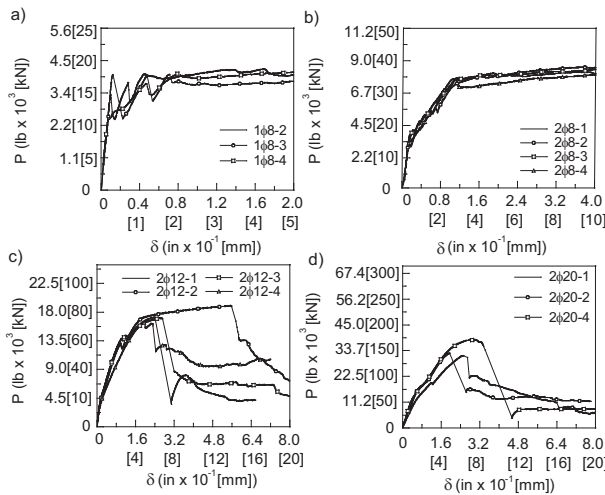 a)
5.6[25]
4.5[20]
3.4[15]
2.2[10]
1.1[5]
0
P (lb x 10³ [kN])
1ϕ8-2
1ϕ8-3
1ϕ8-4
0 0.4 0.8 1.2 1.6 2.0
[1] [2] [3] [4] [5]
δ (in x 10⁻¹ [mm])
b)
11.2[50]
9.0[40]
6.7[30]
4.5[20]
2.2[10]
0
P (lb x 10³ [kN])
2ϕ8-1
2ϕ8-2
2ϕ8-3
2ϕ8-4
0 0.8 1.6 2.4 3.2 4.0
[2] [4] [6] [8] [10]
δ (in x 10⁻¹ [mm])
c)
22.5[100]
18.0[80]
13.5[60]
9.0[40]
4.5[10]
0
P (lb x 10³ [kN])
2ϕ12-1 2ϕ12-3
2ϕ12-2 2ϕ12-4
0 1.6 3.2 4.8 6.4 8.0
[4] [8] [12] [16] [20]
δ (in x 10⁻¹ [mm])
d)
67.4[300]
56.2[250]
45.0[200]
33.7[150]
22.5[100]
11.2[50]
0
P (lb x 10³ [kN])
2ϕ20-1
2ϕ20-2
2ϕ20-4
0 1.6 3.2 4.8 6.4 8.0
[4] [8] [12] [16] [20]
δ (in x 10⁻¹ [mm])